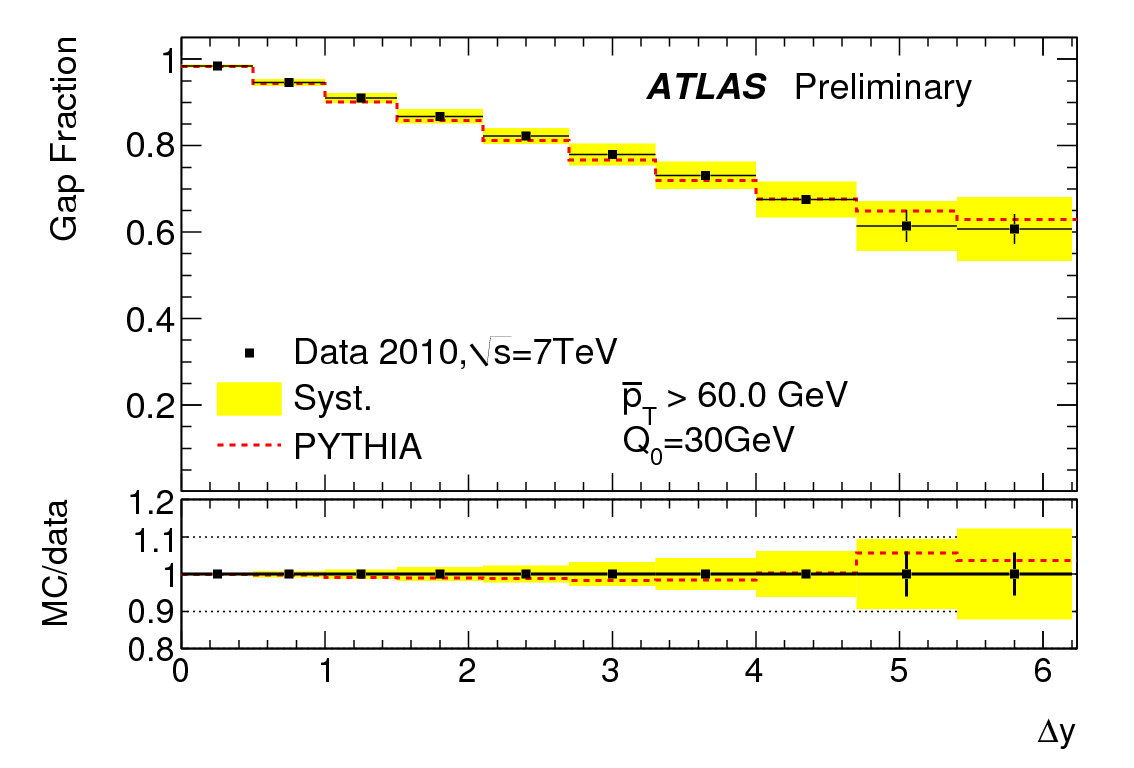 Gap Fraction
1
0.8
0.6
0.4
0.2
ATLAS Preliminary
Data 2010,√s=7TeV
Syst.
PYTHIA
p̅T > 60.0 GeV
Q0=30GeV
MC/data
1.2
1.1
1
0.9
0.8
0 1 2 3 4 5 6
Δy